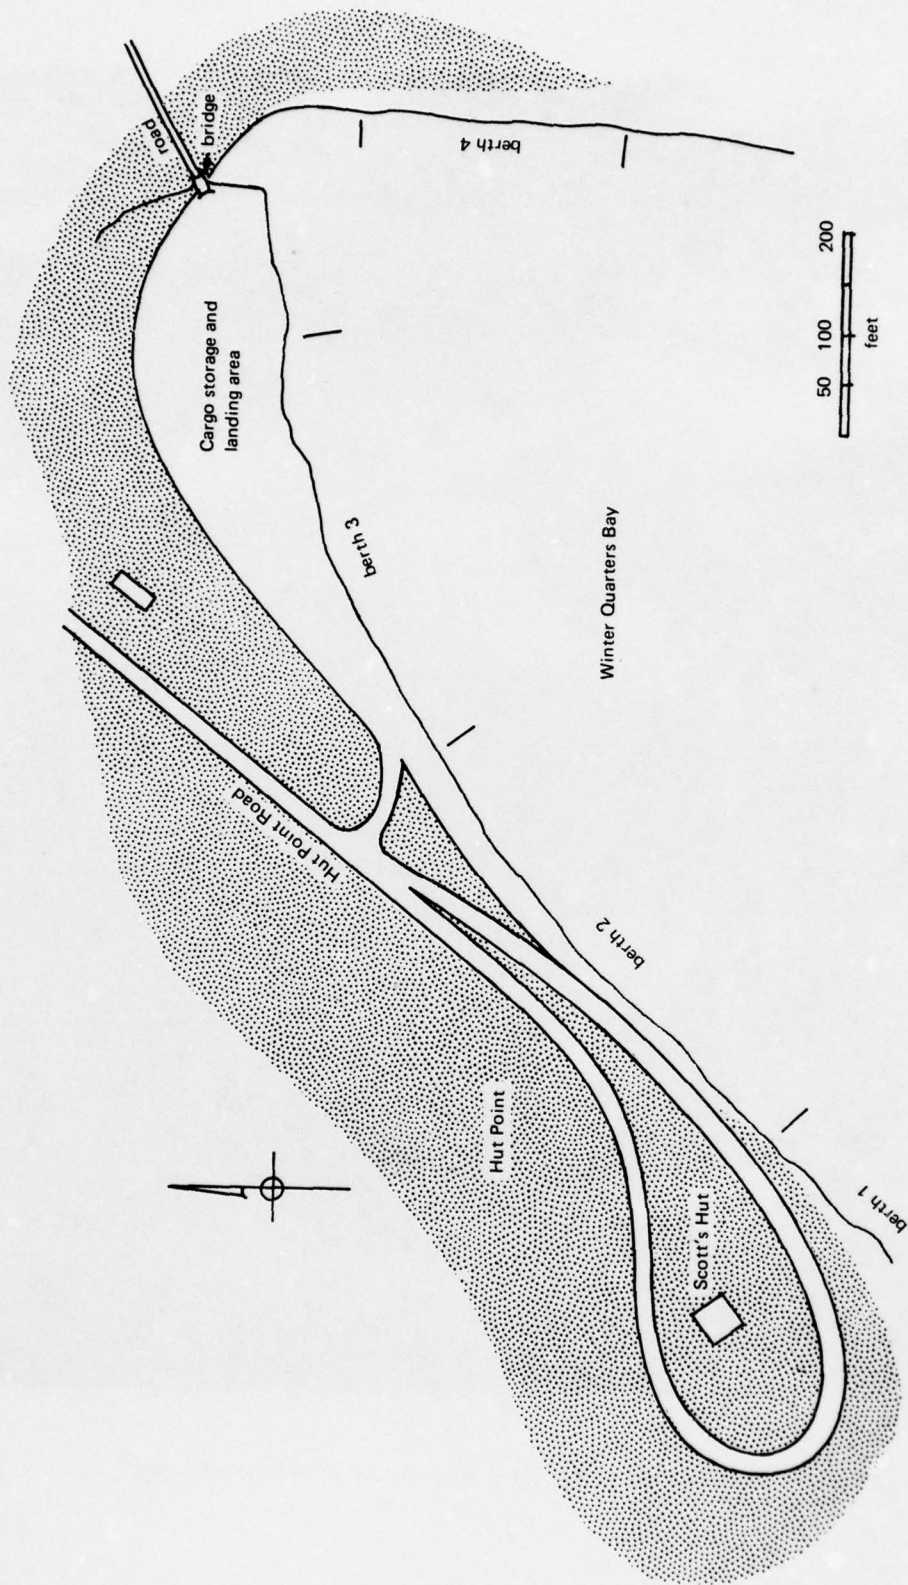 road
bridge
berth 4
Cargo storage and
landing area
berth 3
Winter Quarters Bay
50
100
200
feet
Hut Point Road
berth 2
Hut Point
Scott's Hut
berth 1